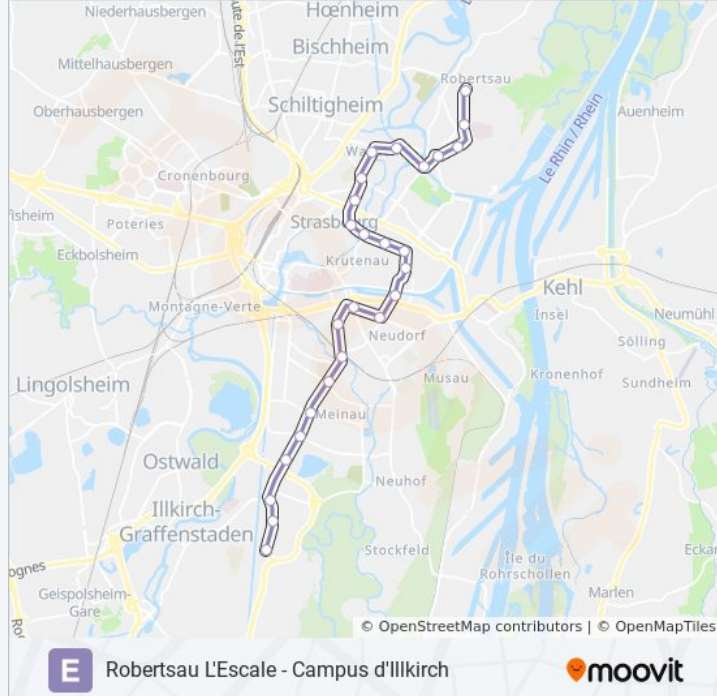 Niederhausbergen
Hœnheim
Bischheim
Mittelhausbergen
Robertsau
Schiltigheim
Oberhausbergen
Auenheim
Le Rhin / Rhein
Cronenbourg
Poteries
Strasbourg
Eckbolsheim
Krutenau
Kehl
Montagne-Verte
Insel
Neumühl
Neudorf
Sölling
Lingolsheim
Musau
Kronenhof
Sundheim
Meinau
Ostwald
Neuhof
Illkirch-
Graffenstaden
Stockfeld
Île du
Rohrschollen
Geispolsheim-
Gare
Marlen
© OpenStreetMap contributors | © OpenMapTiles
E Robertsau L'Escale - Campus d'Illkirch moovit